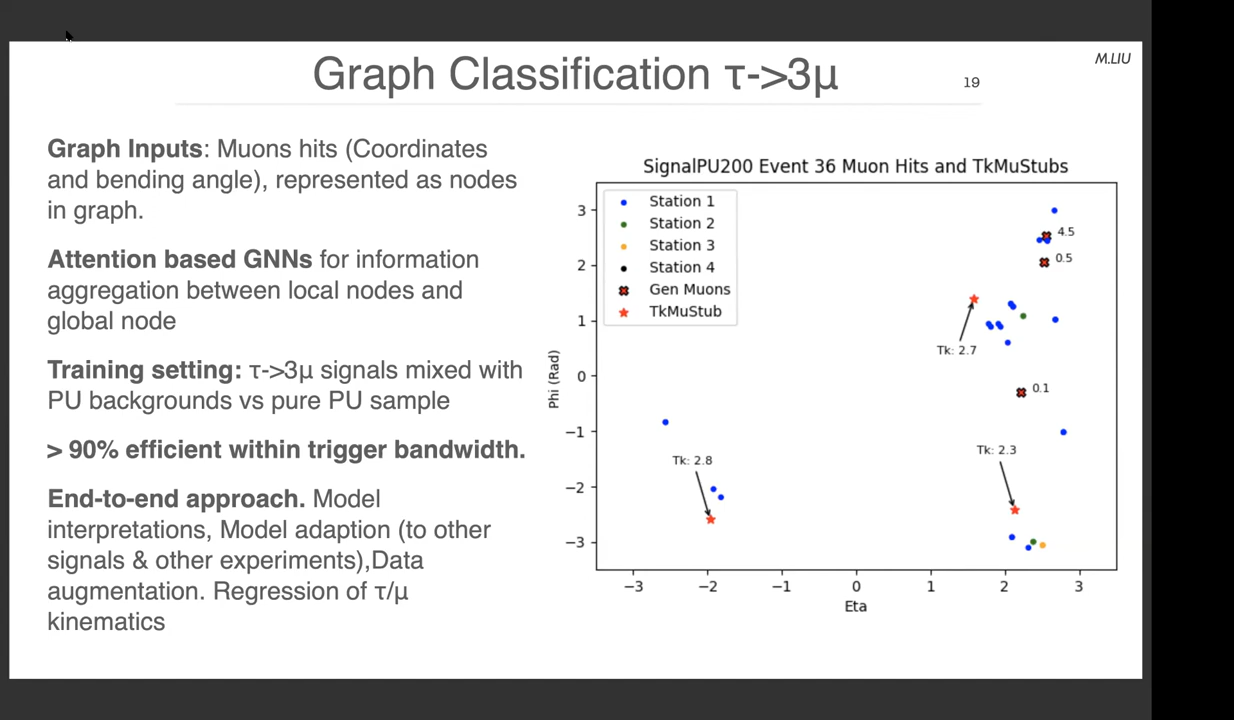 Graph Classification τ->3μ
19
M.LIU
Graph Inputs: Muons hits (Coordinates
and bending angle), represented as nodes
in graph.
Attention based GNNs for information
aggregation between local nodes and
global node
Training setting: τ->3μ signals mixed with
PU backgrounds vs pure PU sample
> 90% efficient within trigger bandwidth.
End-to-end approach. Model
interpretations, Model adaption (to other
signals & other experiments),Data
augmentation. Regression of τ/μ
kinematics
SignalPU200 Event 36 Muon Hits and TkMuStubs
Station 1
Station 2
Station 3
Station 4
Gen Muons
TkMuStub
4.5
0.5
Tk: 2.7
0.1
Tk: 2.3
Tk: 2.8
Phi (Rad)
3
2
1
0
−1
−2
−3
−3 −2 −1 0 1 2 3
Eta